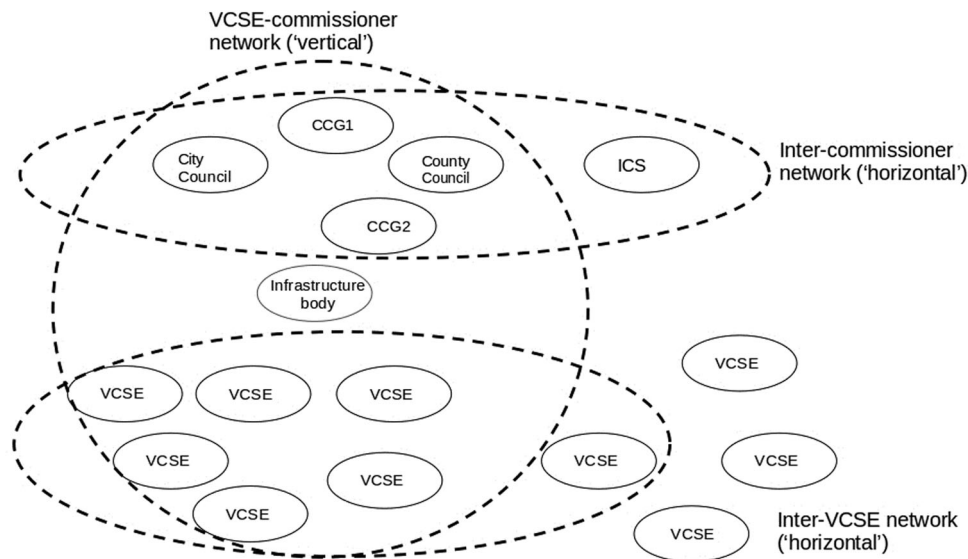 VCSE-commissioner
network (‘vertical’)
CCG1
City
Council
County
Council
ICS
Inter-commissioner
network (‘horizontal’)
CCG2
Infrastructure
body
VCSE
VCSE
VCSE
VCSE
VCSE
VCSE
VCSE
VCSE
VCSE
VCSE
Inter-VCSE network
(‘horizontal’)